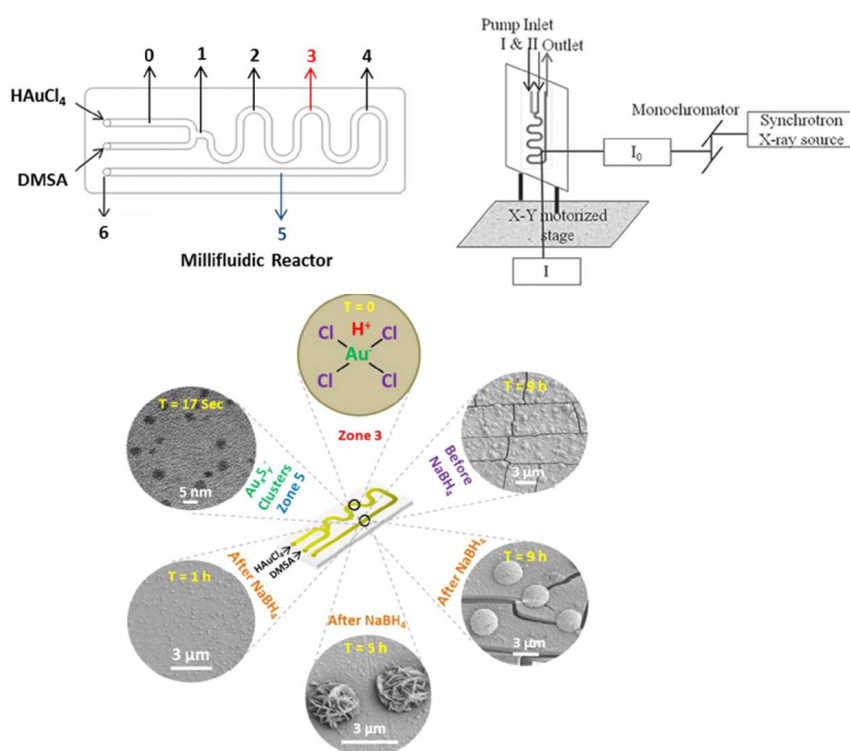 0 1 2 3 4
HAuCl₄
DMSA
6 5
Millifluidic Reactor
Pump Inlet
I & II Outlet
Monochromator
Synchrotron
X-ray source
I₀
X-Y motorized
stage
I
T = 0
H⁺
Cl Cl
Au⁻
Cl Cl
Zone 3
T = 17 Sec
5 nm
AuₓSᵧ
Clusters
Zone 5
T = 9 h
3 µm
Before
NaBH₄
HAuCl₄
DMSA
T = 1 h
3 µm
After NaBH₄
After NaBH₄
T = 5 h
3 µm
After NaBH₄
T = 9 h
3 µm